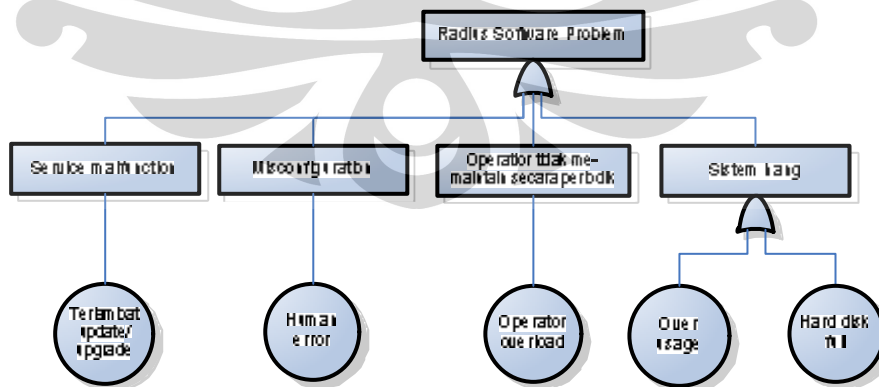 Radius Software Problem
Service malfunction
Misconfiguration
Operator tidak me-
maintain secara periodik
Sistem hang
Terlambat
update/
upgrade
Human
error
Operator
overload
Over
usage
Hard disk
full